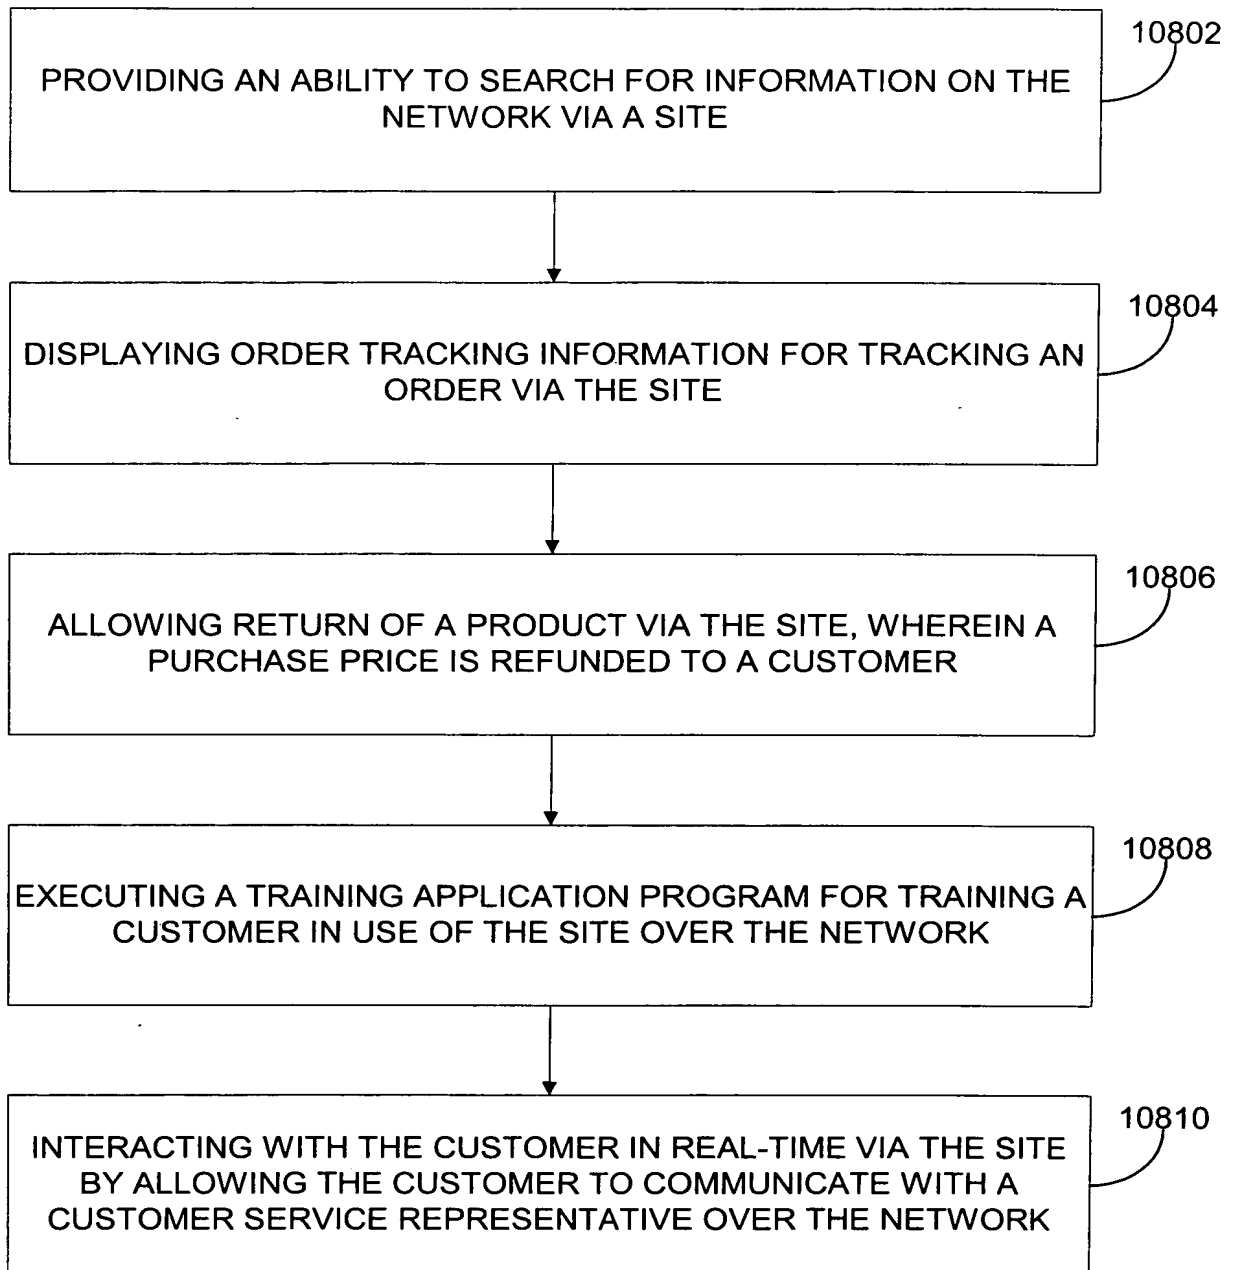 10802
PROVIDING AN ABILITY TO SEARCH FOR INFORMATION ON THE
NETWORK VIA A SITE
10804
DISPLAYING ORDER TRACKING INFORMATION FOR TRACKING AN
ORDER VIA THE SITE
10806
ALLOWING RETURN OF A PRODUCT VIA THE SITE, WHEREIN A
PURCHASE PRICE IS REFUNDED TO A CUSTOMER
10808
EXECUTING A TRAINING APPLICATION PROGRAM FOR TRAINING A
CUSTOMER IN USE OF THE SITE OVER THE NETWORK
10810
INTERACTING WITH THE CUSTOMER IN REAL-TIME VIA THE SITE
BY ALLOWING THE CUSTOMER TO COMMUNICATE WITH A
CUSTOMER SERVICE REPRESENTATIVE OVER THE NETWORK